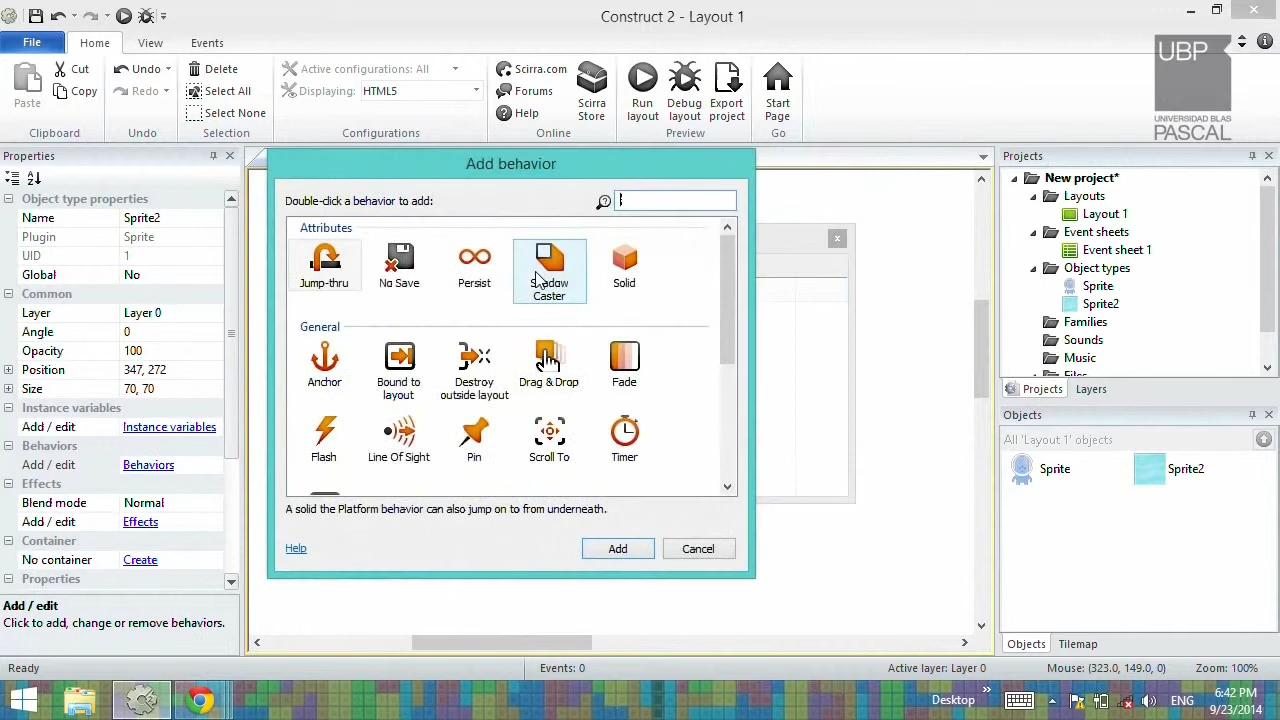 Construct 2 - Layout 1
File
Home
View
Events
Paste
Cut
Copy
Clipboard
Undo
Redo
Undo
Delete
Select All
Select None
Selection
Active configurations: All
Displaying:
HTML5
Configurations
Scirra.com
Forums
Help
Scirra
Store
Online
Run
layout
Debug
layout
Export
project
Preview
Start
Page
Go
UBP
UNIVERSIDAD BLAS
PASCAL
Properties
Object type properties
Name Sprite2
Plugin Sprite
UID 1
Global No
Common
Layer Layer 0
Angle 0
Opacity 100
Position 347, 272
Size 70, 70
Instance variables
Add / edit Instance variables
Behaviors
Add / edit Behaviors
Effects
Blend mode Normal
Add / edit Effects
Container
No container Create
Properties
Add / edit
Click to add, change or remove behaviors.
Add behavior
Double-click a behavior to add:
Attributes
Jump-thru
No Save
Persist
Shadow
Caster
Solid
General
Anchor
Bound to
layout
Destroy
outside layout
Drag & Drop
Fade
Flash
Line Of Sight
Pin
Scroll To
Timer
A solid the Platform behavior can also jump on to from underneath.
Help
Add
Cancel
Projects
New project*
Layouts
Layout 1
Event sheets
Event sheet 1
Object types
Sprite
Sprite2
Families
Sounds
Music
Files
Projects
Layers
Objects
All 'Layout 1' objects
Sprite
Sprite2
Objects
Tilemap
Ready
Events: 0
Active layer: Layer 0
Mouse: (323.0, 149.0, 0)
Zoom: 100%
Desktop
ENG
6:42 PM
9/23/2014